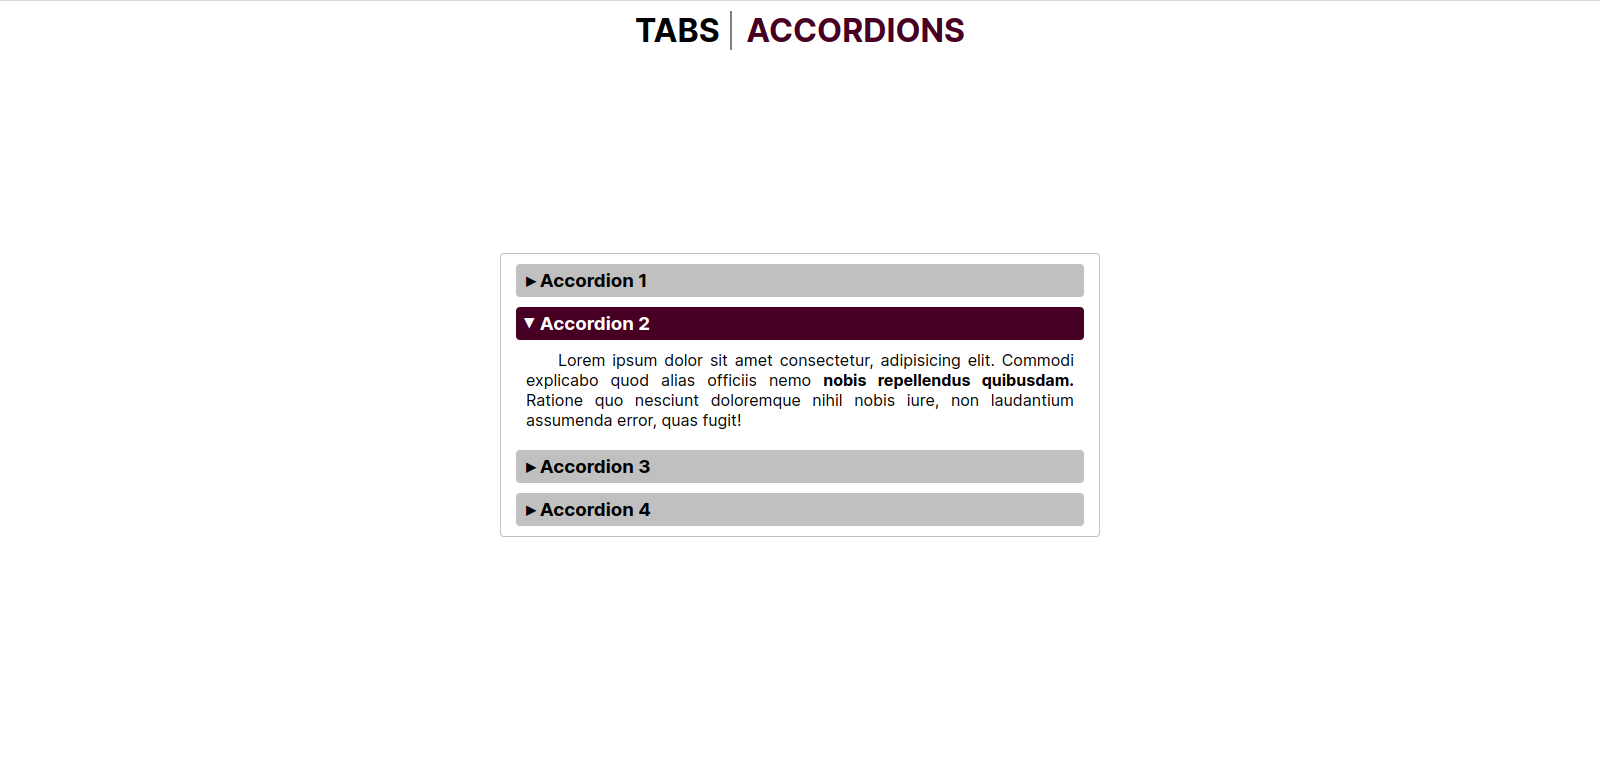 TABS ACCORDIONS
▸ Accordion 1
▾ Accordion 2
Lorem ipsum dolor sit amet consectetur, adipisicing elit. Commodi
explicabo quod alias officiis nemo nobis repellendus quibusdam.
Ratione quo nesciunt doloremque nihil nobis iure, non laudantium
assumenda error, quas fugit!
▸ Accordion 3
▸ Accordion 4